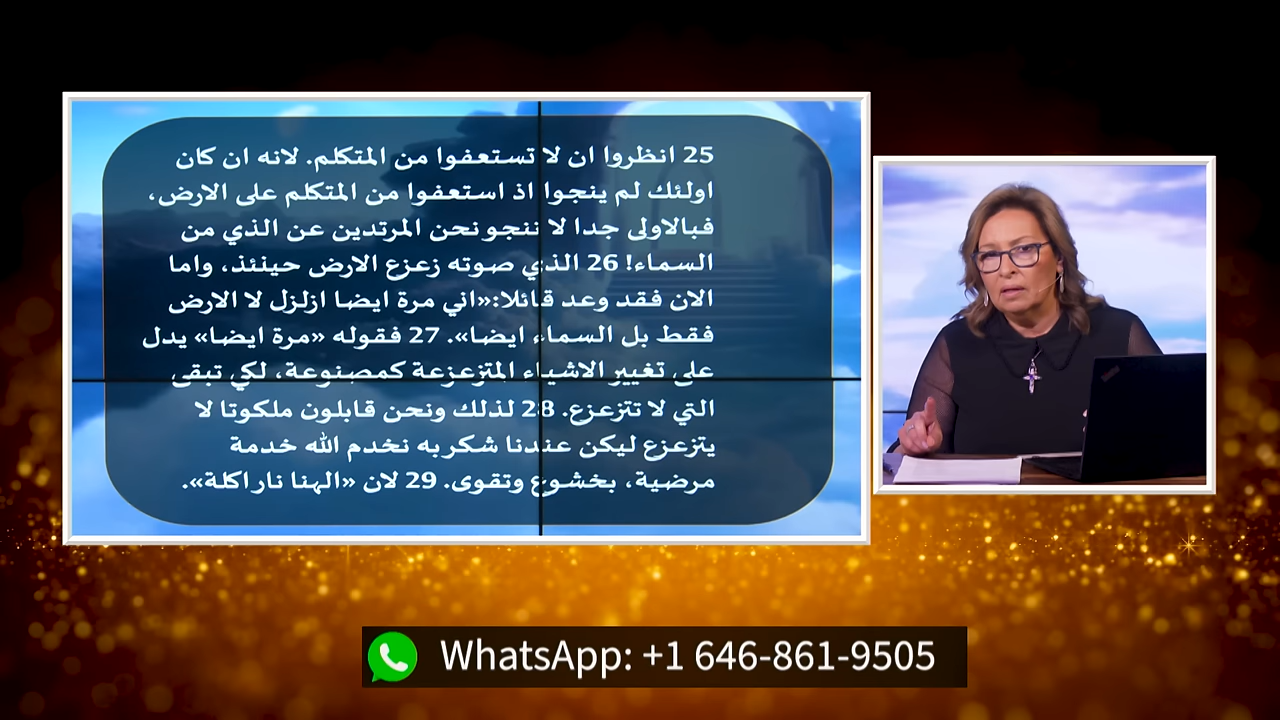 25 انظروا ان لا تستعفوا من المتكلم. لانه ان كان
اولئك لم ينجوا اذ استعفوا من المتكلم على الارض،
فبالاولى جدا لا ننجو نحن المرتدين عن الذي من
السماء! 26 الذي صوته زعزع الارض حينئذ، واما
الان فقد وعد قائلا:«اني مرة ايضا ازلزل لا الارض
فقط بل السماء ايضا». 27 فقوله «مرة ايضا» يدل
على تغيير الاشياء المتزعزعة كمصنوعة، لكي تبقى
التي لا تتزعزع. 28 لذلك ونحن قابلون ملكوتا لا
يتزعزع ليكن عندنا شكر به نخدم الله خدمة
مرضية، بخشوع وتقوى. 29 لان «الهنا نار اكلة».
WhatsApp: +1 646-861-9505